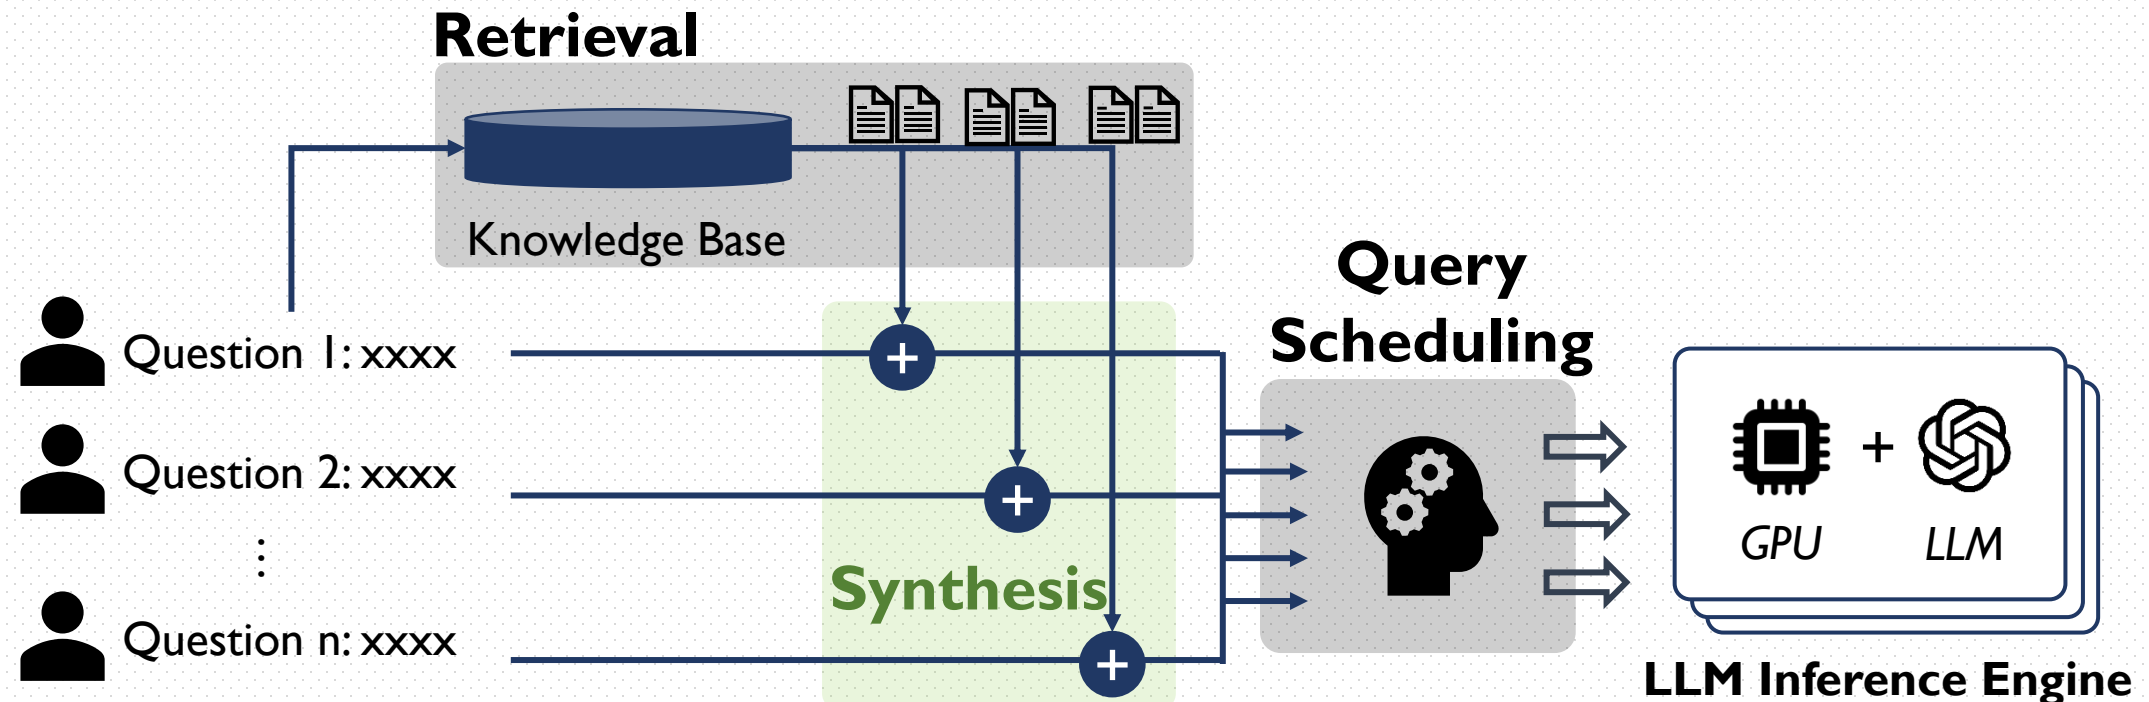 Retrieval
Knowledge Base
Query
Scheduling
Question 1: xxxx
Question 2: xxxx
⋮
Question n: xxxx
Synthesis
+
GPU
LLM
LLM Inference Engine